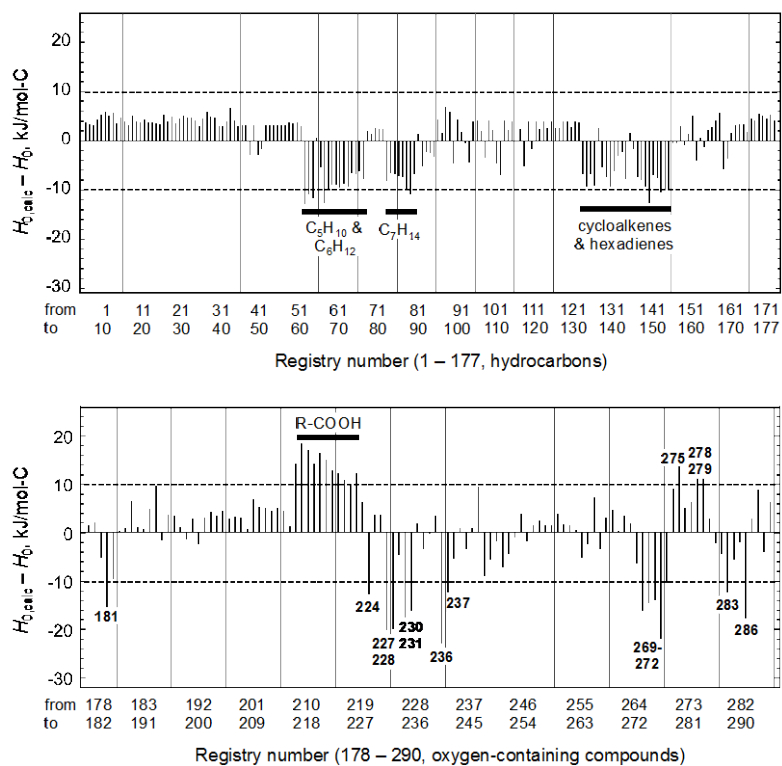 20
10
0
-10
-20
-30
H₀,calc – H₀, kJ/mol-C
C₅H₁₀ &
C₆H₁₂
C₇H₁₄
cycloalkenes
& hexadienes
from 1 11 21 31 41 51 61 71 81 91 101 111 121 131 141 151 161 171
to 10 20 30 40 50 60 70 80 90 100 110 120 130 140 150 160 170 177
Registry number (1 – 177, hydrocarbons)
R-COOH
20
10
0
-10
-20
-30
H₀,calc – H₀, kJ/mol-C
275
278
279
181
224
227
228
230
231
236
237
269-
272
283
286
from 178 183 192 201 210 219 228 237 246 255 264 273 282
to 182 191 200 209 218 227 236 245 254 263 272 281 290
Registry number (178 – 290, oxygen-containing compounds)